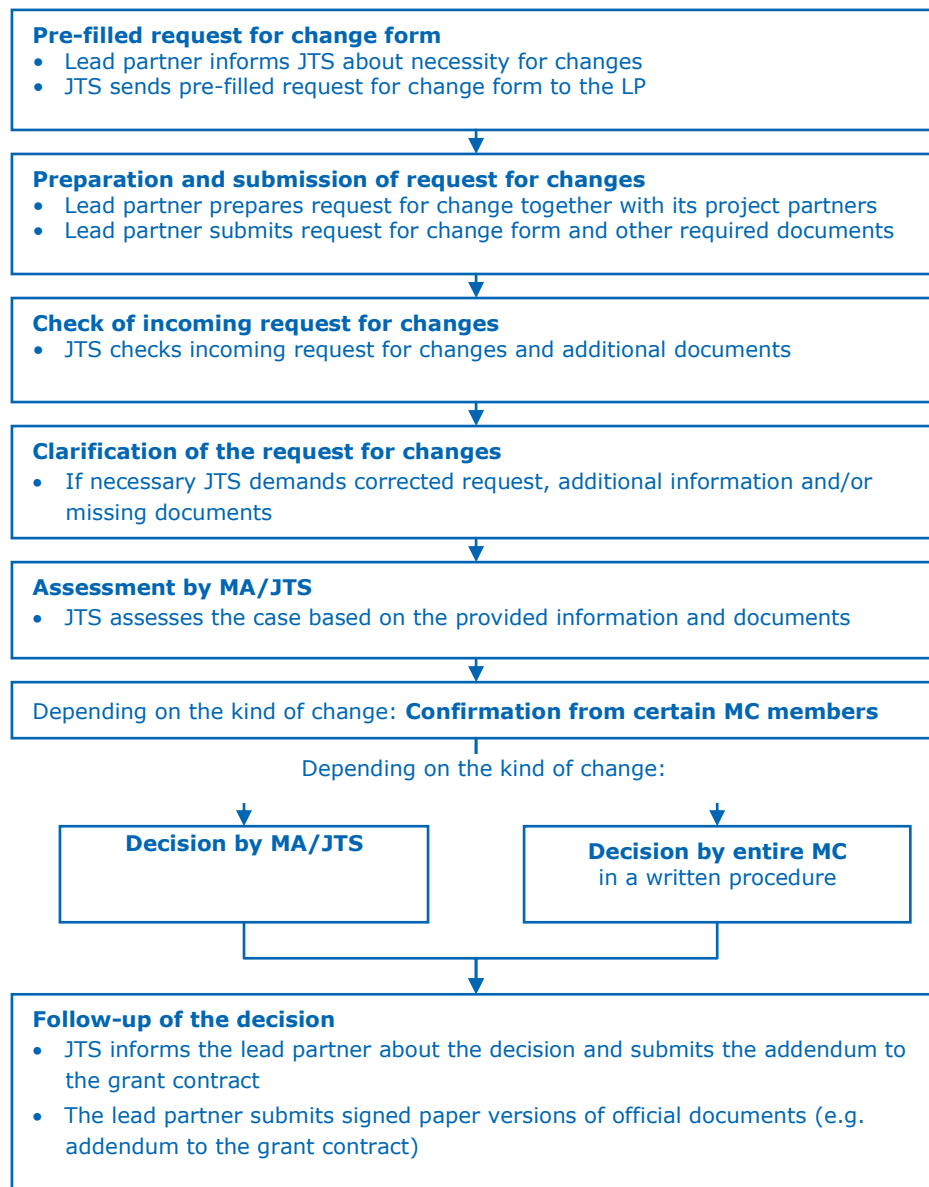 Pre-filled request for change form
• Lead partner informs JTS about necessity for changes
• JTS sends pre-filled request for change form to the LP
Preparation and submission of request for changes
• Lead partner prepares request for change together with its project partners
• Lead partner submits request for change form and other required documents
Check of incoming request for changes
• JTS checks incoming request for changes and additional documents
Clarification of the request for changes
• If necessary JTS demands corrected request, additional information and/or
missing documents
Assessment by MA/JTS
• JTS assesses the case based on the provided information and documents
Depending on the kind of change: Confirmation from certain MC members
Depending on the kind of change:
Decision by MA/JTS
Decision by entire MC
in a written procedure
Follow-up of the decision
• JTS informs the lead partner about the decision and submits the addendum to
the grant contract
• The lead partner submits signed paper versions of official documents (e.g.
addendum to the grant contract)